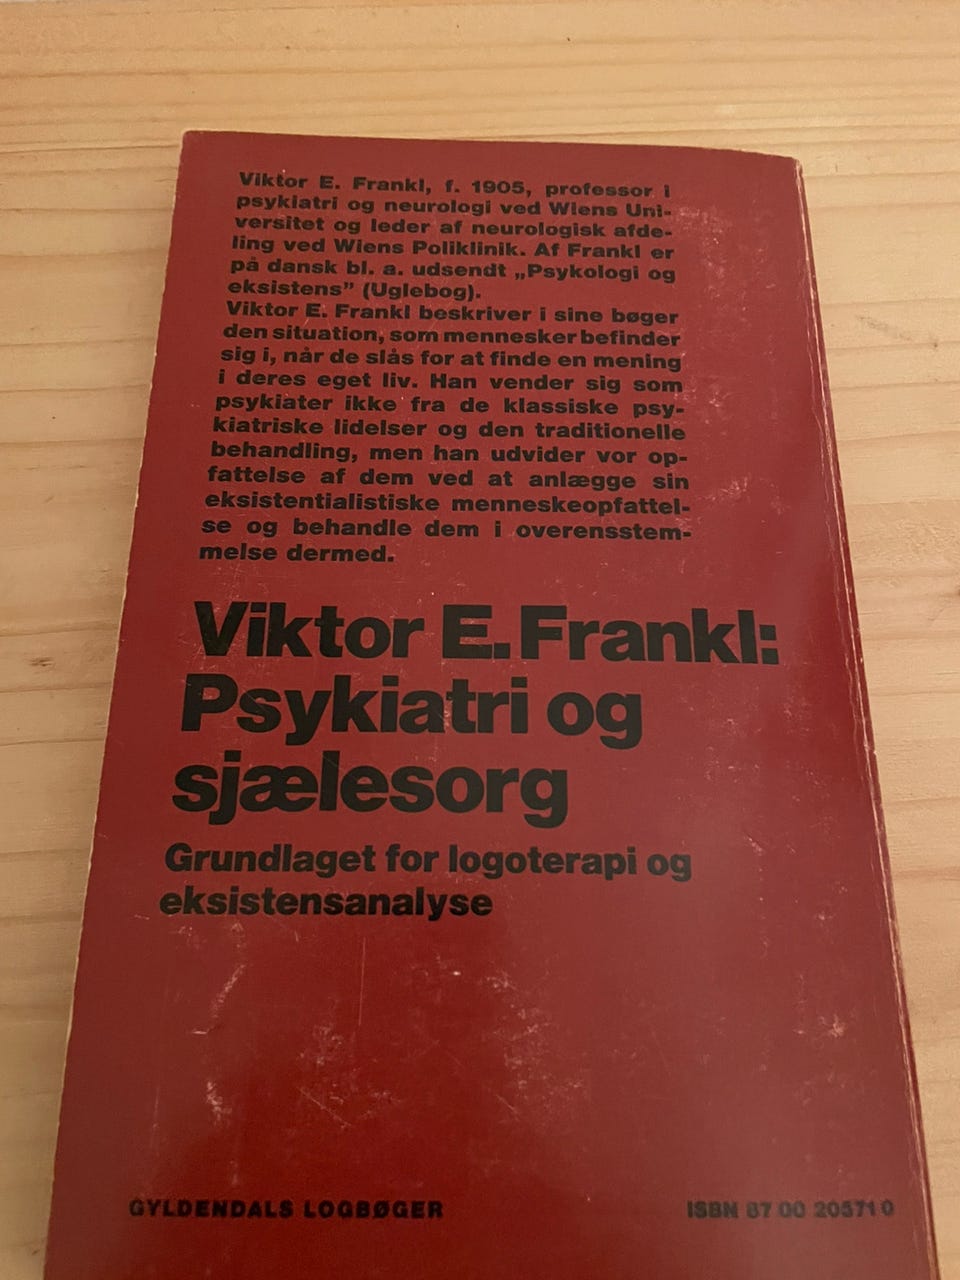 Viktor E. Frankl, f. 1905, professor i
psykiatri og neurologi ved Wiens Uni-
versitet og leder af neurologisk afde-
ling ved Wiens Poliklinik. Af Frankl er
på dansk bl. a. udsendt „Psykologi og
eksistens” (Uglebog).
Viktor E. Frankl beskriver i sine bøger
den situation, som mennesker befinder
sig i, når de slås for at finde en mening
i deres eget liv. Han vender sig som
psykiater ikke fra de klassiske psy-
kiatriske lidelser og den traditionelle
behandling, men han udvider vor op-
fattelse af dem ved at anlægge sin
eksistentialistiske menneskeopfattel-
se og behandle dem i overensstem-
melse dermed.
Viktor E. Frankl:
Psykiatri og
sjælesorg
Grundlaget for logoterapi og
eksistensanalyse
GYLDENDALS LOGBØGER
ISBN 87 00 20571 0